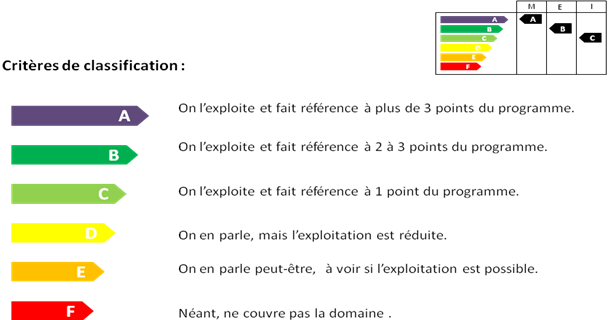 M E I
A A
B B
C C
D
E
F
Critères de classification :
A On l'exploite et fait référence à plus de 3 points du programme.
B On l'exploite et fait référence à 2 à 3 points du programme.
C On l'exploite et fait référence à 1 point du programme.
D On en parle, mais l'exploitation est réduite.
E On en parle peut-être, à voir si l'exploitation est possible.
F Néant, ne couvre pas la domaine .